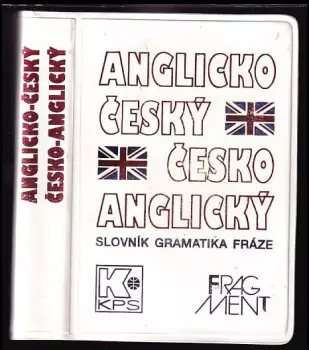 ANGLICKO-ČESKÝ
ČESKO-ANGLICKÝ
ANGLICKO
ČESKÝ
ČESKO
ANGLICKÝ
SLOVNÍK GRAMATIKA FRÁZE
K
KPS
FRAG
MENT